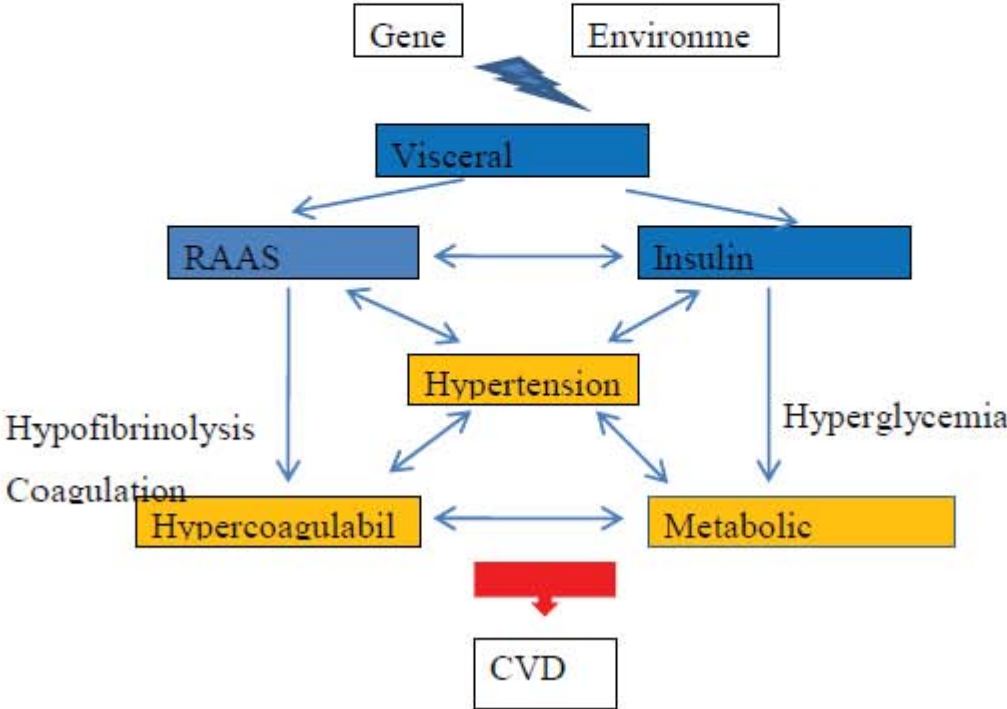 Gene
Environme
Visceral
RAAS
Insulin
Hypertension
Hypofibrinolysis
Hyperglycemia
Coagulation
Hypercoagulabil
Metabolic
CVD